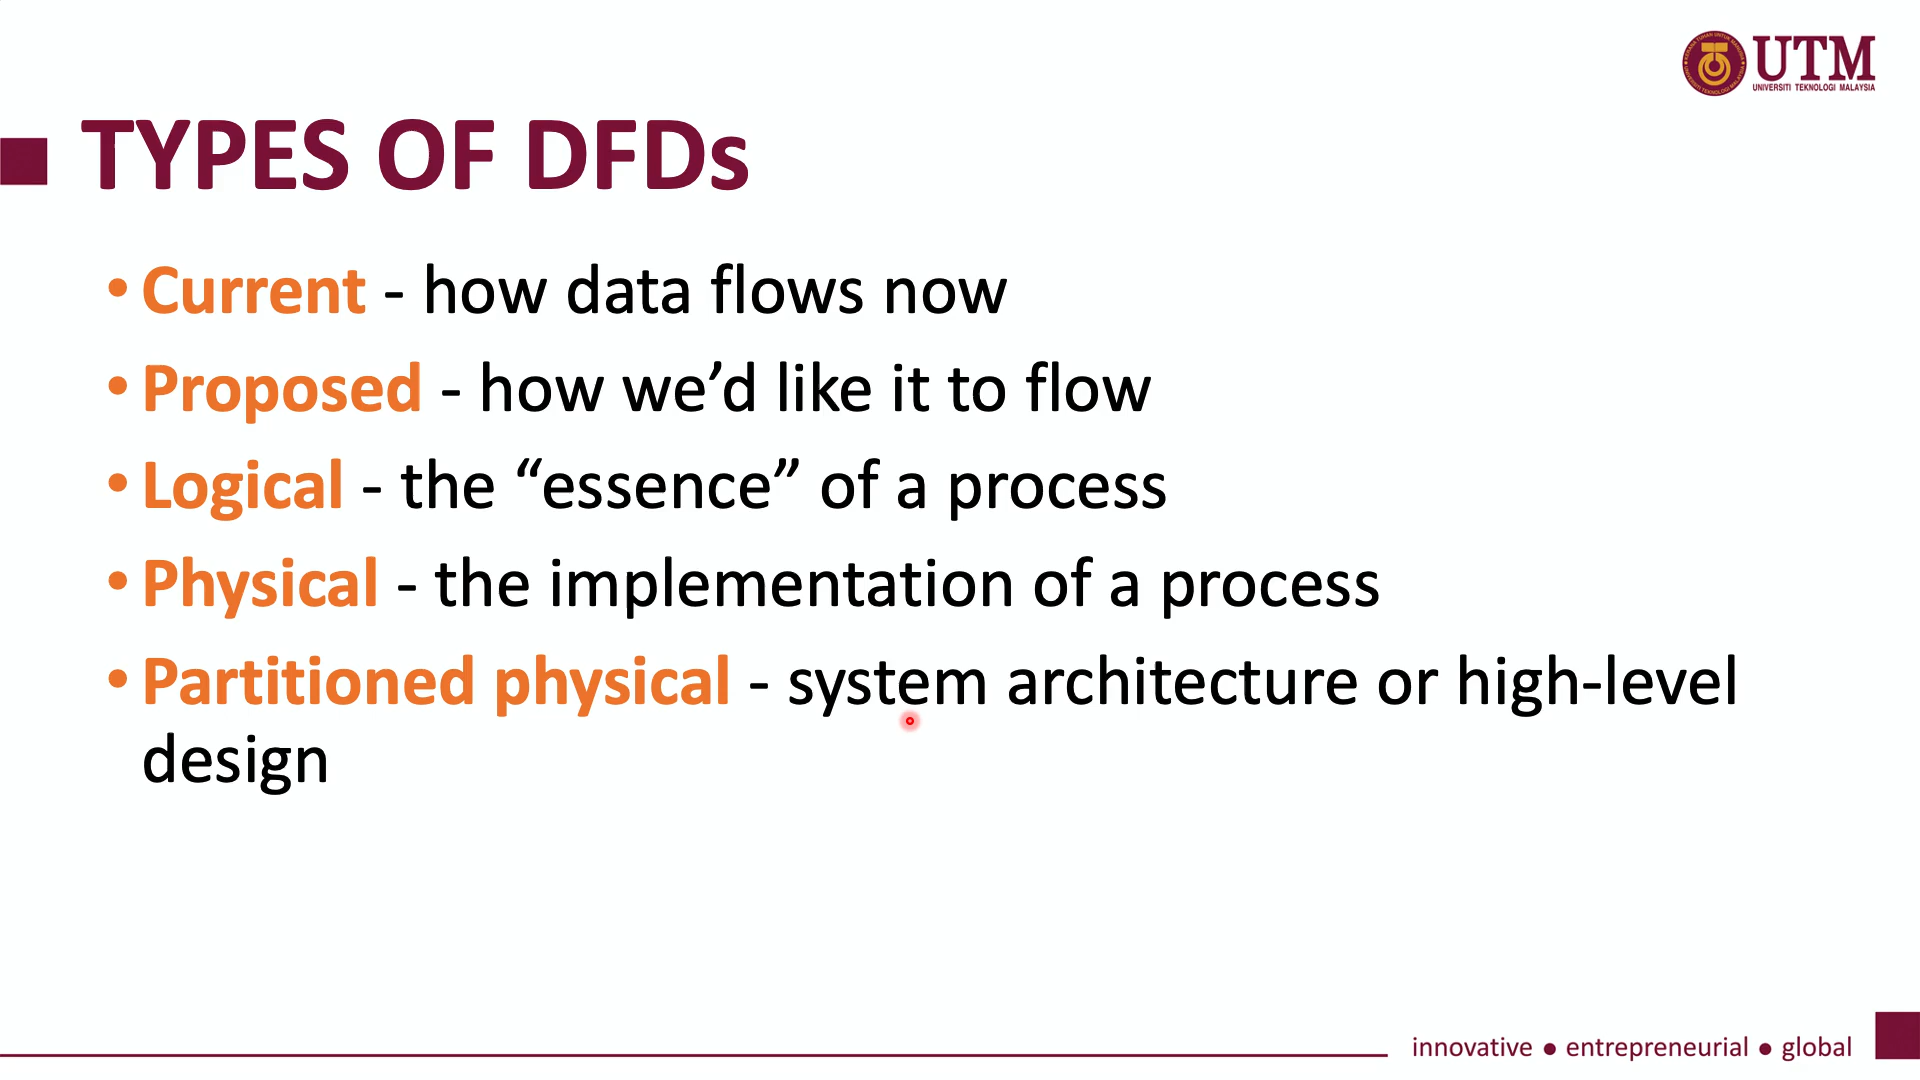 UTM
UNIVERSITI TEKNOLOGI MALAYSIA
TYPES OF DFDs
• Current - how data flows now
• Proposed - how we’d like it to flow
• Logical - the “essence” of a process
• Physical - the implementation of a process
• Partitioned physical - system architecture or high-level
design
innovative ● entrepreneurial ● global